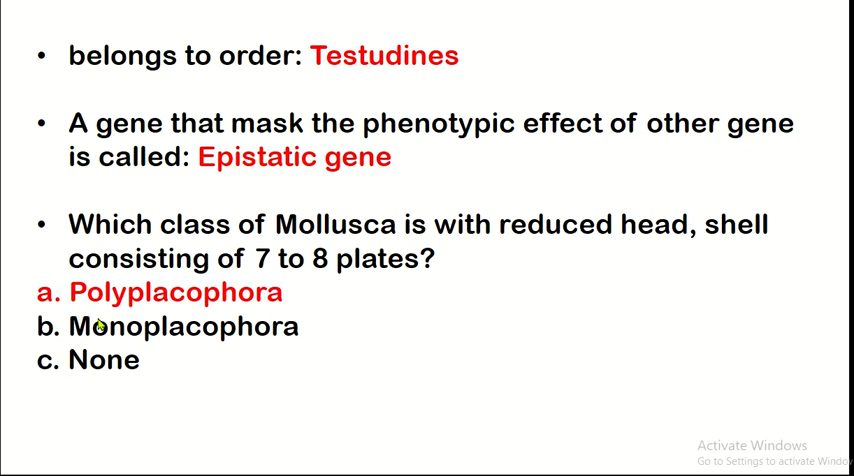 • belongs to order: Testudines
• A gene that mask the phenotypic effect of other gene
is called: Epistatic gene
• Which class of Mollusca is with reduced head, shell
consisting of 7 to 8 plates?
a. Polyplacophora
b. Monoplacophora
c. None
Activate Windows
Go to Settings to activate Window